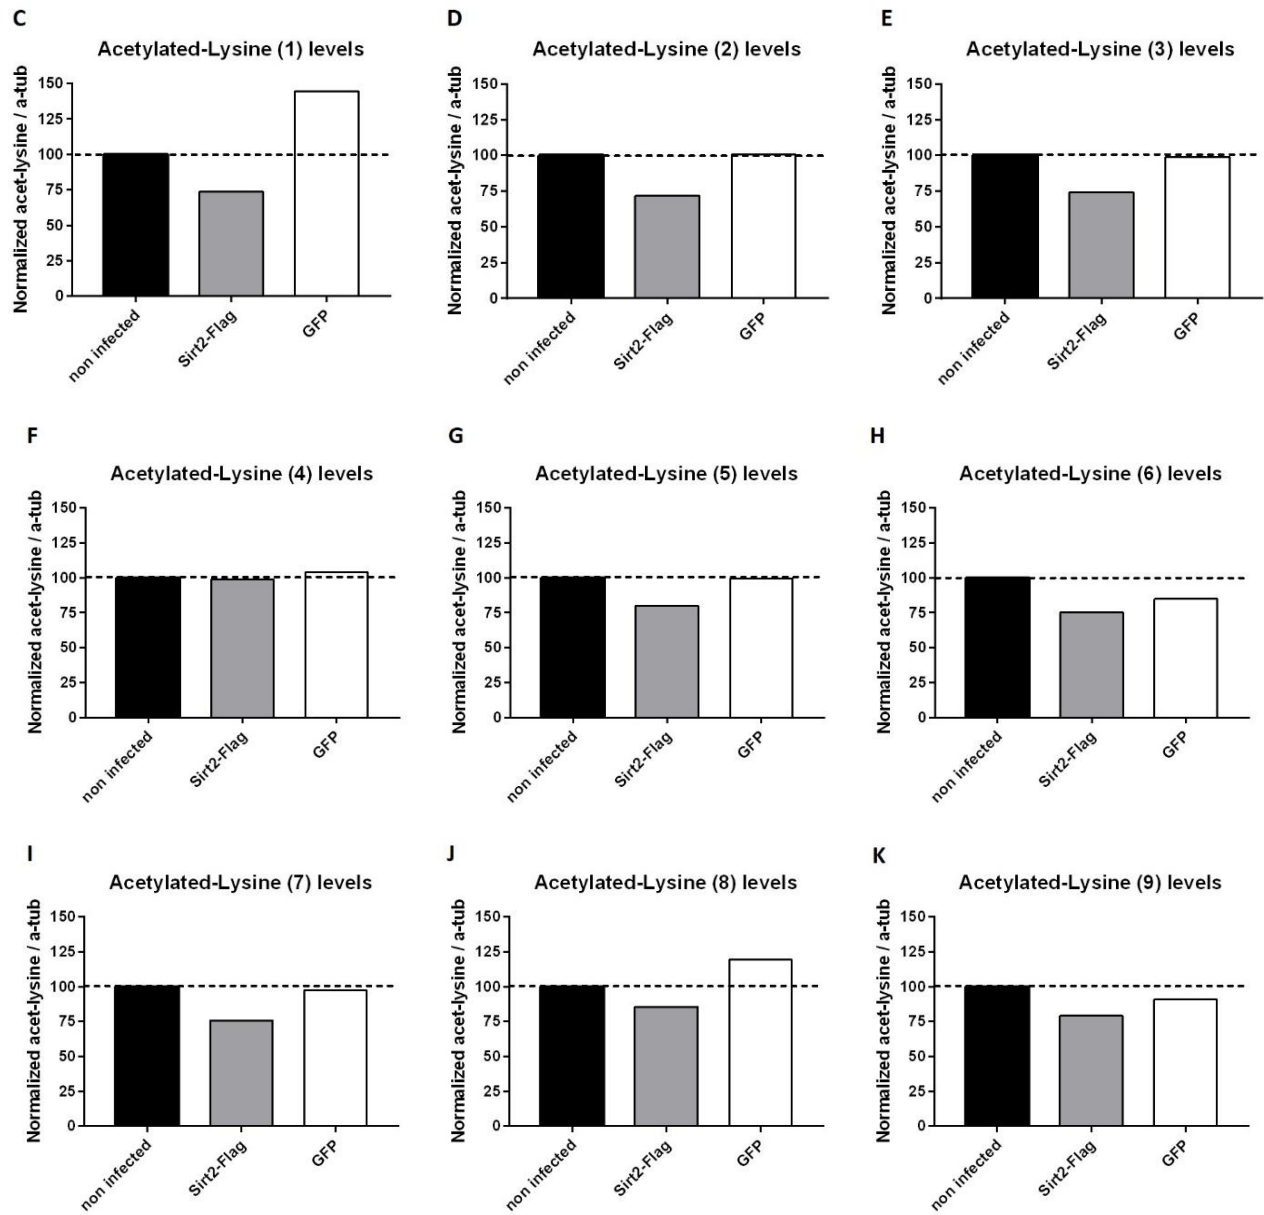 C
Acetylated-Lysine (1) levels
Normalized acet-lysine / a-tub
150
125
100
75
50
25
0
non infected
Sirt2-Flag
GFP
D
Acetylated-Lysine (2) levels
Normalized acet-lysine / a-tub
150
125
100
75
50
25
0
non infected
Sirt2-Flag
GFP
E
Acetylated-Lysine (3) levels
Normalized acet-lysine / a-tub
150
125
100
75
50
25
0
non infected
Sirt2-Flag
GFP
F
Acetylated-Lysine (4) levels
Normalized acet-lysine / a-tub
150
125
100
75
50
25
0
non infected
Sirt2-Flag
GFP
G
Acetylated-Lysine (5) levels
Normalized acet-lysine / a-tub
150
125
100
75
50
25
0
non infected
Sirt2-Flag
GFP
H
Acetylated-Lysine (6) levels
Normalized acet-lysine / a-tub
150
125
100
75
50
25
0
non infected
Sirt2-Flag
GFP
I
Acetylated-Lysine (7) levels
Normalized acet-lysine / a-tub
150
125
100
75
50
25
0
non infected
Sirt2-Flag
GFP
J
Acetylated-Lysine (8) levels
Normalized acet-lysine / a-tub
150
125
100
75
50
25
0
non infected
Sirt2-Flag
GFP
K
Acetylated-Lysine (9) levels
Normalized acet-lysine / a-tub
150
125
100
75
50
25
0
non infected
Sirt2-Flag
GFP